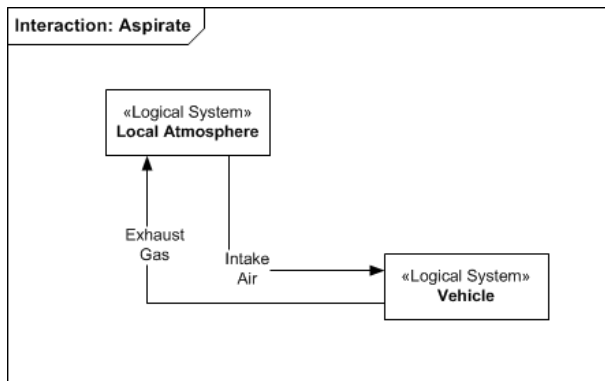 Interaction: Aspirate
«Logical System»
Local Atmosphere
Exhaust
Gas
Intake
Air
«Logical System»
Vehicle